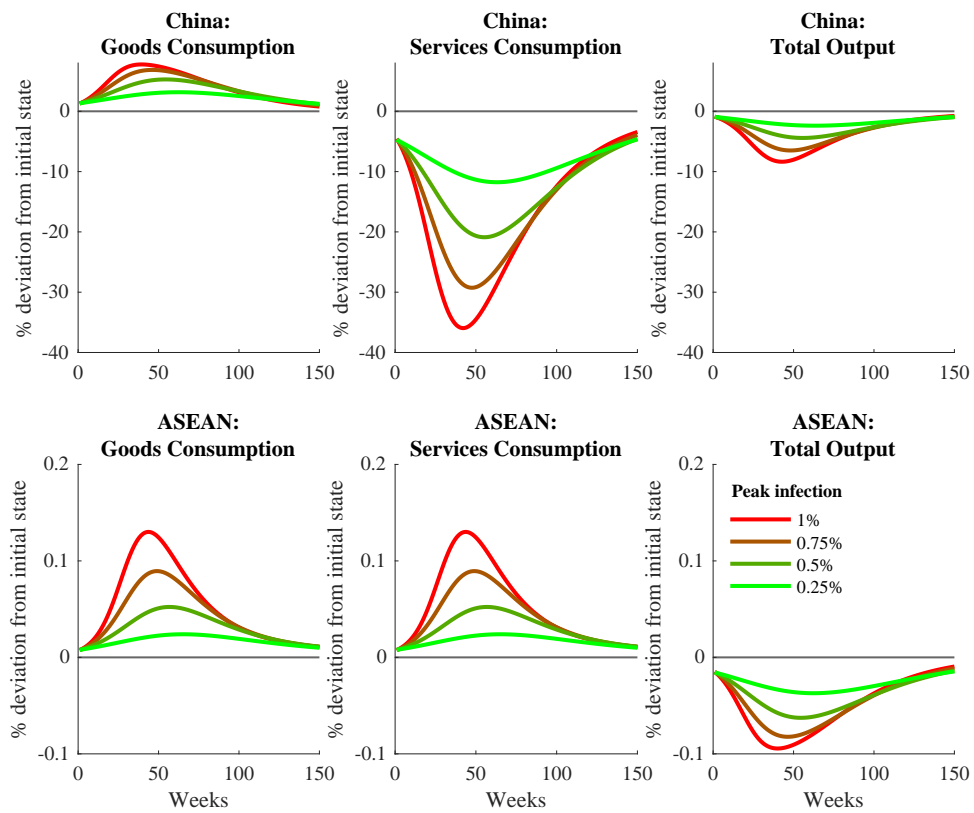 China:
Goods Consumption
China:
Services Consumption
China:
Total Output
% deviation from initial state
0
-10
-20
-30
-40
0
50
100
150
% deviation from initial state
0
-10
-20
-30
-40
0
50
100
150
% deviation from initial state
0
-10
-20
-30
-40
0
50
100
150
ASEAN:
Goods Consumption
ASEAN:
Services Consumption
ASEAN:
Total Output
% deviation from initial state
0.2
0.1
0
-0.1
0
50
100
150
Weeks
% deviation from initial state
0.2
0.1
0
-0.1
0
50
100
150
Weeks
% deviation from initial state
0.2
0.1
0
-0.1
0
50
100
150
Weeks
Peak infection
1%
0.75%
0.5%
0.25%